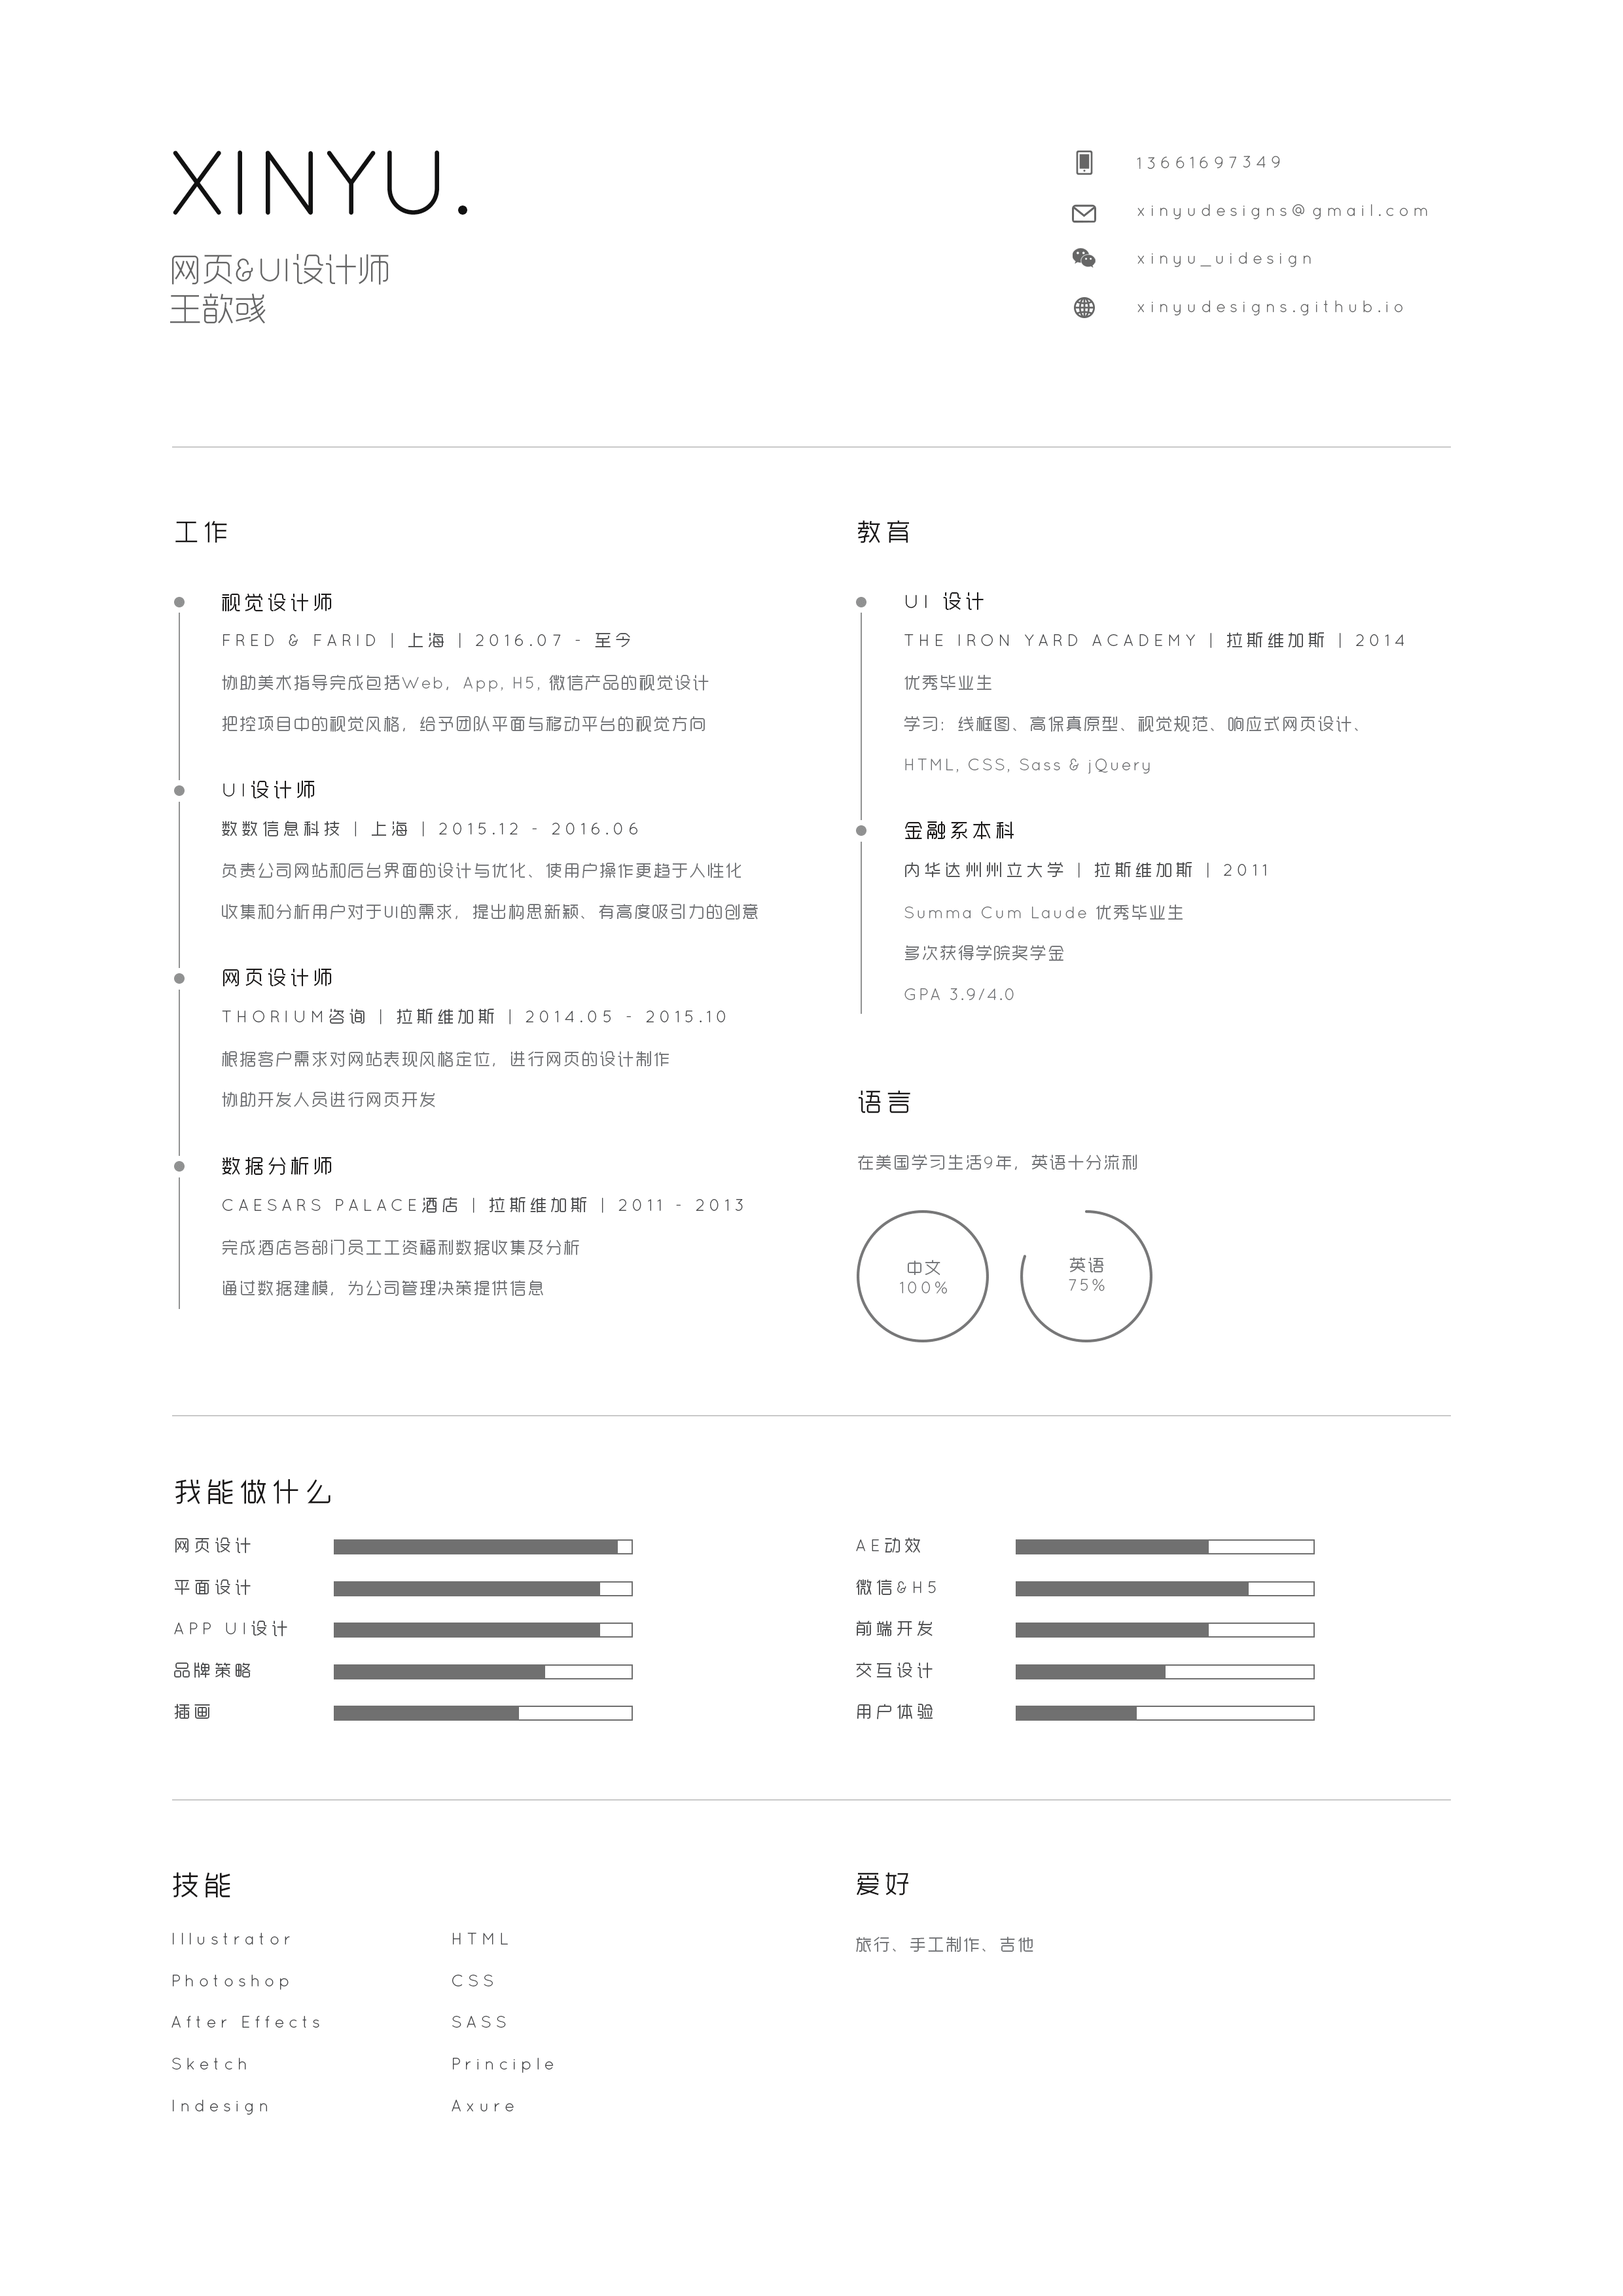 XINYU.
网页&UI设计师
王歆彧
13661697349
xinyudesigns@gmail.com
xinyu_uidesign
xinyudesigns.github.io
工作
视觉设计师
FRED & FARID | 上海 | 2016.07 - 至今
协助美术指导完成包括Web, App, H5, 微信产品的视觉设计
把控项目中的视觉风格, 给予团队平面与移动平台的视觉方向
UI设计师
数数信息科技 | 上海 | 2015.12 - 2016.06
负责公司网站和后台界面的设计与优化、使用户操作更趋于人性化
收集和分析用户对于UI的需求, 提出构思新颖、有高度吸引力的创意
网页设计师
THORIUM咨询 | 拉斯维加斯 | 2014.05 - 2015.10
根据客户需求对网站表现风格定位, 进行网页的设计制作
协助开发人员进行网页开发
数据分析师
CAESARS PALACE酒店 | 拉斯维加斯 | 2011 - 2013
完成酒店各部门员工工资福利数据收集及分析
通过数据建模, 为公司管理决策提供信息
教育
UI 设计
THE IRON YARD ACADEMY | 拉斯维加斯 | 2014
优秀毕业生
学习: 线框图、高保真原型、视觉规范、响应式网页设计、
HTML, CSS, Sass & jQuery
金融系本科
内华达州州立大学 | 拉斯维加斯 | 2011
Summa Cum Laude 优秀毕业生
多次获得学院奖学金
GPA 3.9/4.0
语言
在美国学习生活9年, 英语十分流利
中文
100%
英语
75%
我能做什么
网页设计
平面设计
APP UI设计
品牌策略
插画
AE动效
微信&H5
前端开发
交互设计
用户体验
技能
Illustrator
Photoshop
After Effects
Sketch
Indesign
HTML
CSS
SASS
Principle
Axure
爱好
旅行、手工制作、吉他